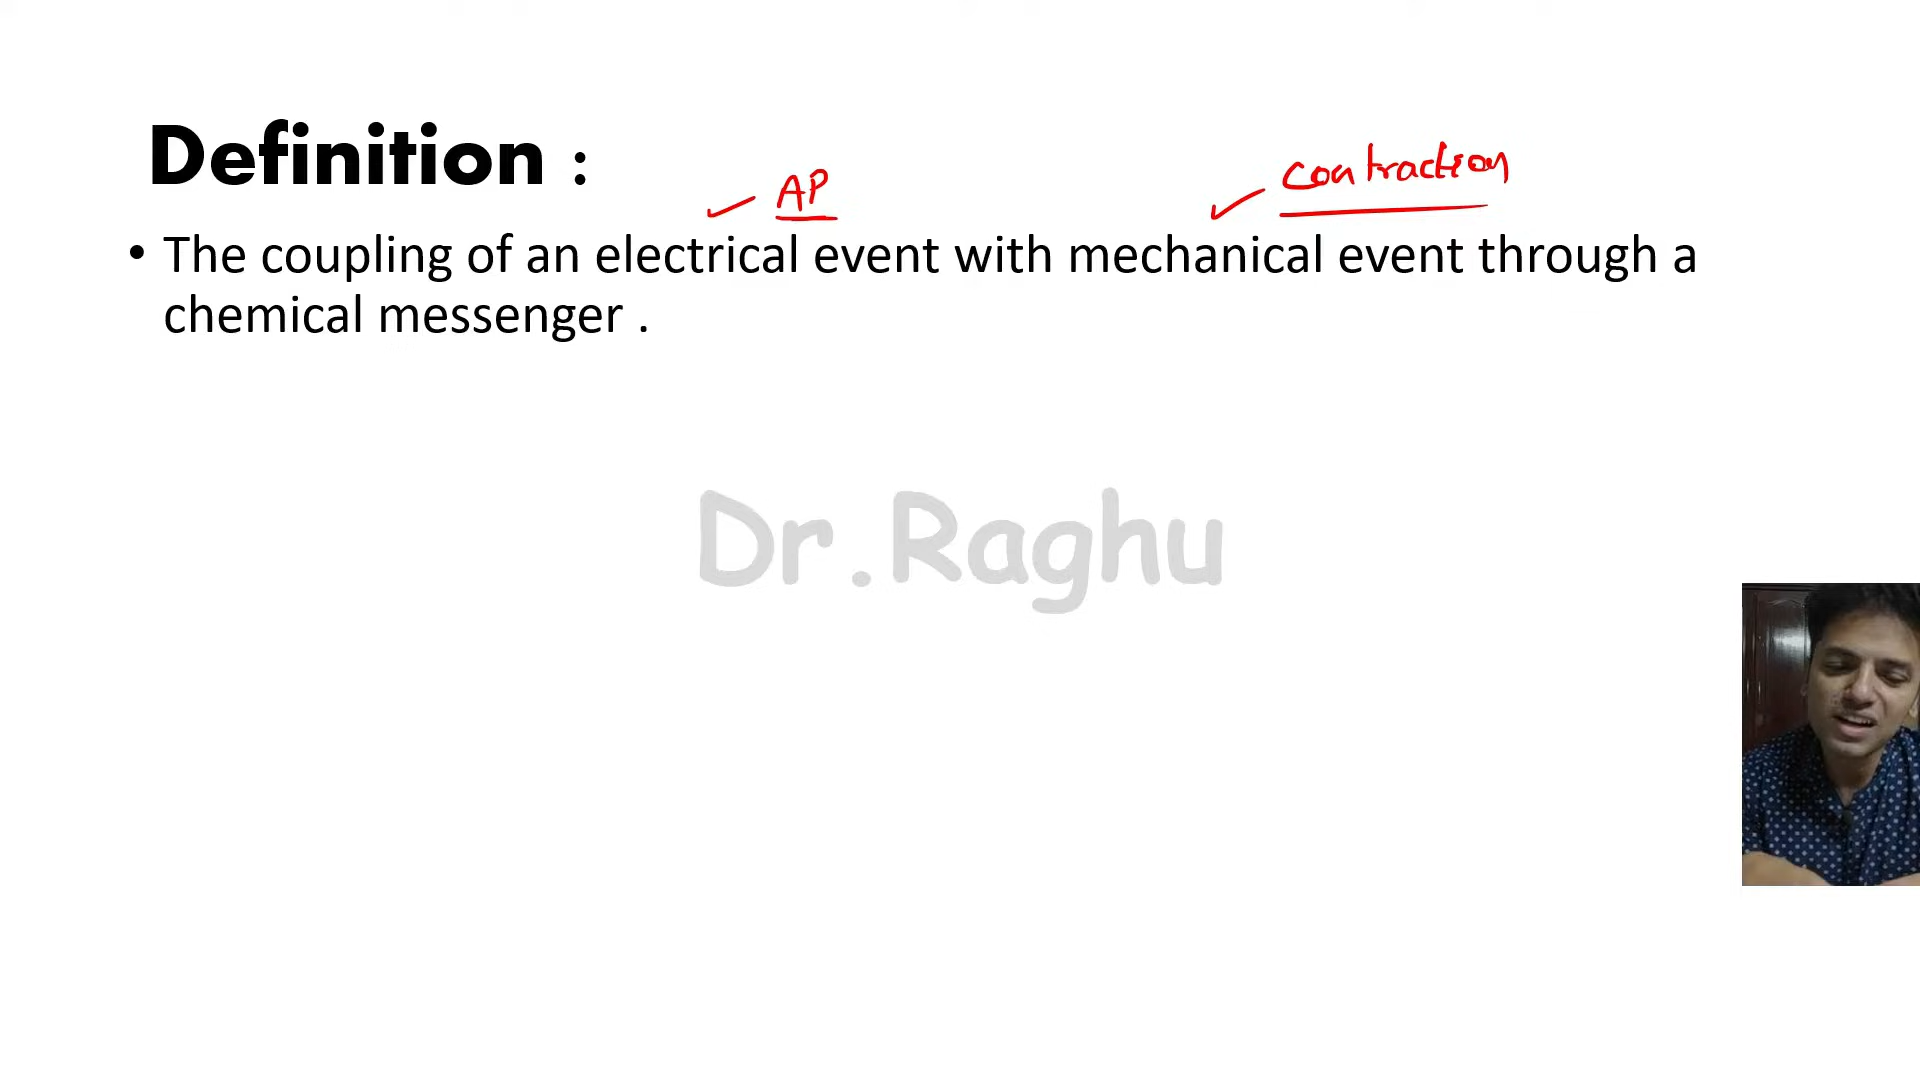 Definition :
AP
contraction
• The coupling of an electrical event with mechanical event through a
chemical messenger .
Dr.Raghu